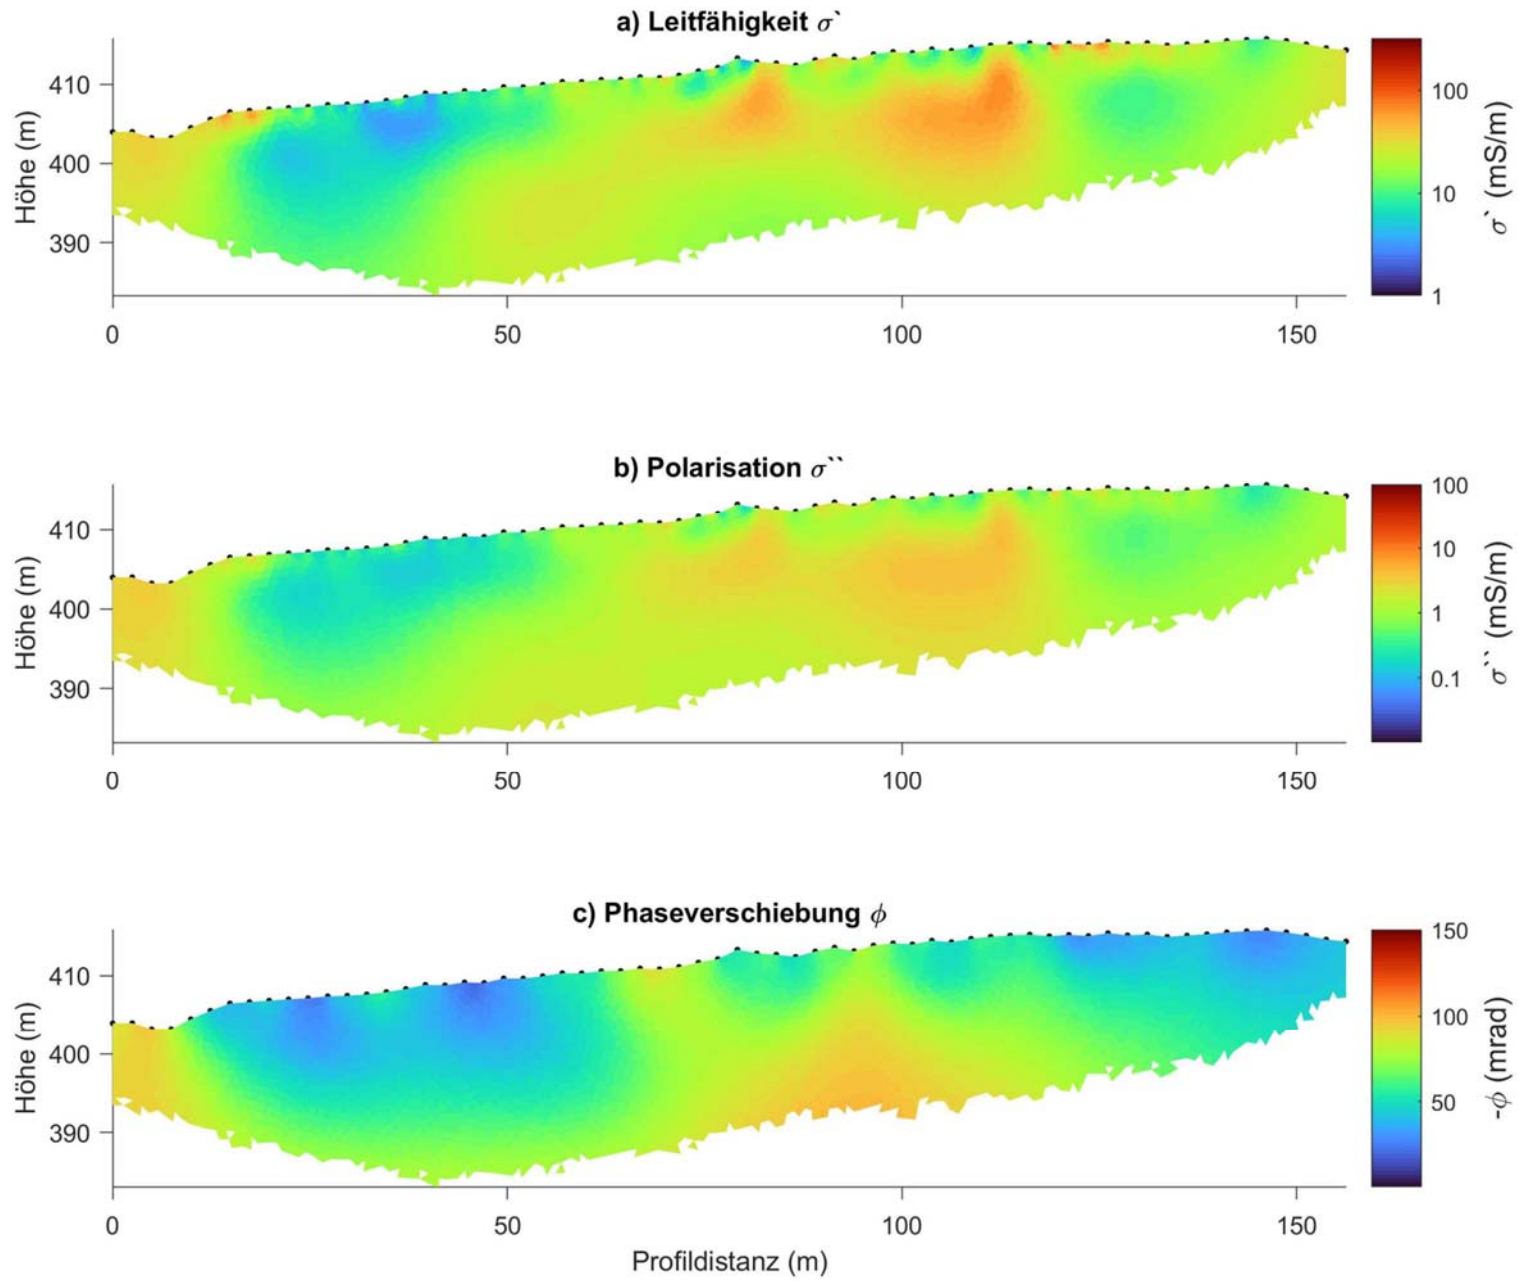 a) Leitfähigkeit σ`
Höhe (m)
410
400
390
0 50 100 150
100
10
1
σ` (mS/m)
b) Polarisation σ``
Höhe (m)
410
400
390
0 50 100 150
100
10
1
0.1
σ`` (mS/m)
c) Phaseverschiebung ϕ
Höhe (m)
410
400
390
0 50 100 150
Profildistanz (m)
150
100
50
-ϕ (mrad)